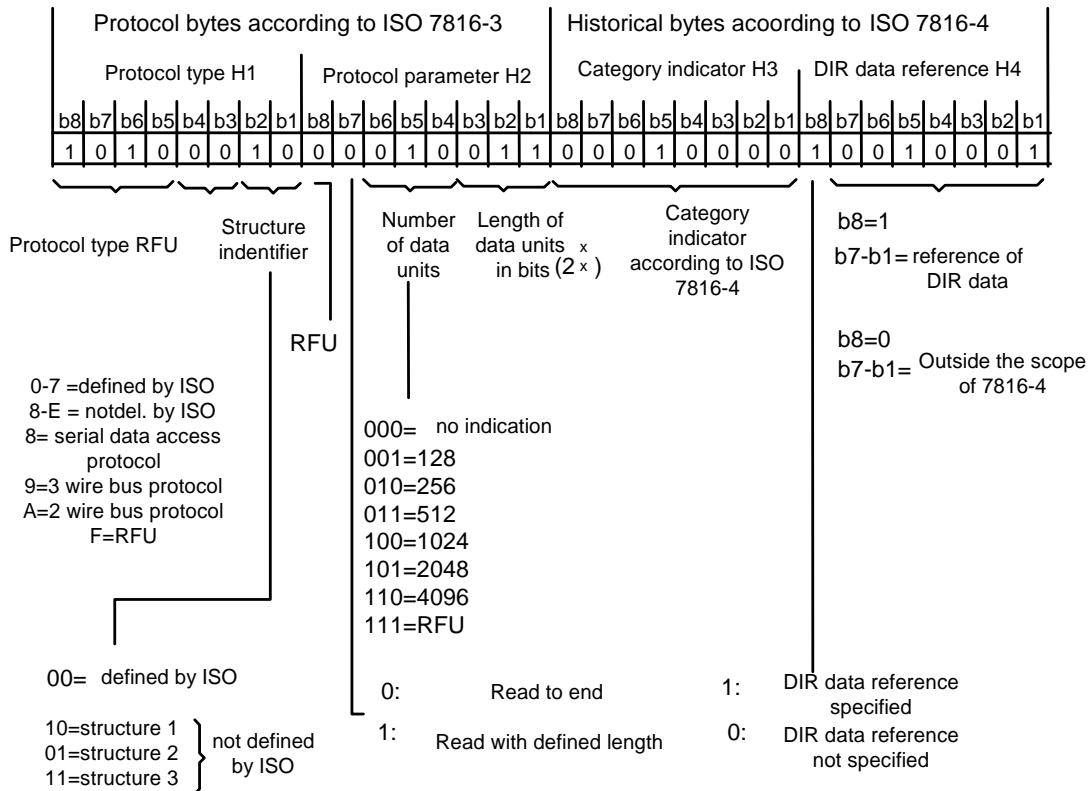 Protocol bytes according to ISO 7816-3
Historical bytes acoording to ISO 7816-4
Protocol type H1
Protocol parameter H2
Category indicator H3
DIR data reference H4
b8 b7 b6 b5 b4 b3 b2 b1 b8 b7 b6 b5 b4 b3 b2 b1 b8 b7 b6 b5 b4 b3 b2 b1 b8 b7 b6 b5 b4 b3 b2 b1
1 0 1 0 0 0 1 0 0 0 0 1 0 0 1 1 0 0 0 1 0 0 0 0 1 0 0 1 0 0 0 1
Protocol type RFU
Structure
indentifier
RFU
Number
of data
units
Length of
data units
in bits (2 x x)
Category
indicator
according to ISO
7816-4
b8=1
b7-b1= reference of
DIR data
b8=0
b7-b1= Outside the scope
of 7816-4
0-7 =defined by ISO
8-E = notdel. by ISO
8= serial data access
protocol
9=3 wire bus protocol
A=2 wire bus protocol
F=RFU
000= no indication
001=128
010=256
011=512
100=1024
101=2048
110=4096
111=RFU
00= defined by ISO
10=structure 1
01=structure 2
11=structure 3
not defined
by ISO
0: Read to end
1: Read with defined length
1: DIR data reference
specified
0: DIR data reference
not specified